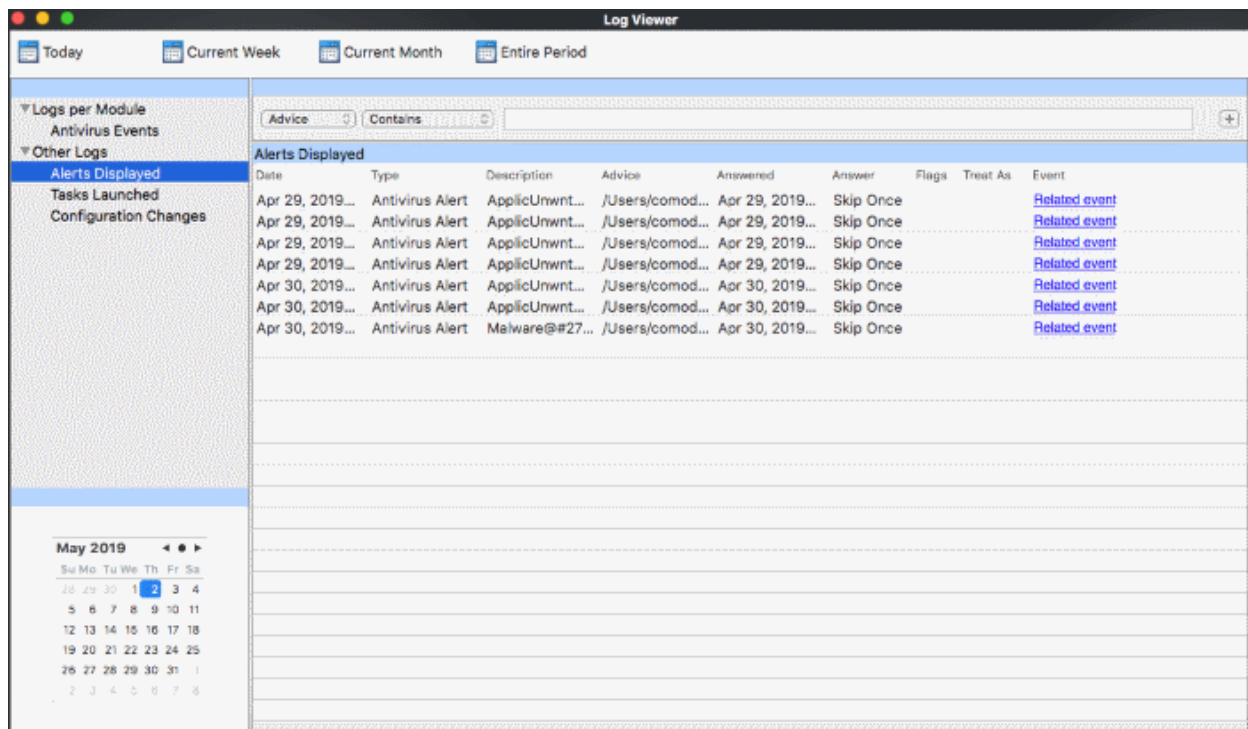 Log Viewer
Today Current Week Current Month Entire Period
Logs per Module
Antivirus Events
Other Logs
Alerts Displayed
Tasks Launched
Configuration Changes
Advice Contains +
Alerts Displayed
Date Type Description Advice Answered Answer Flags Treat As Event
Apr 29, 2019... Antivirus Alert ApplicUnwnt... /Users/comod... Apr 29, 2019... Skip Once Related event
Apr 29, 2019... Antivirus Alert ApplicUnwnt... /Users/comod... Apr 29, 2019... Skip Once Related event
Apr 29, 2019... Antivirus Alert ApplicUnwnt... /Users/comod... Apr 29, 2019... Skip Once Related event
Apr 29, 2019... Antivirus Alert ApplicUnwnt... /Users/comod... Apr 29, 2019... Skip Once Related event
Apr 30, 2019... Antivirus Alert ApplicUnwnt... /Users/comod... Apr 30, 2019... Skip Once Related event
Apr 30, 2019... Antivirus Alert ApplicUnwnt... /Users/comod... Apr 30, 2019... Skip Once Related event
Apr 30, 2019... Antivirus Alert Malware@#27... /Users/comod... Apr 30, 2019... Skip Once Related event
May 2019
Su Mo Tu We Th Fr Sa
28 29 30 1 2 3 4
5 6 7 8 9 10 11
12 13 14 15 16 17 18
19 20 21 22 23 24 25
26 27 28 29 30 31 1
2 3 4 5 6 7 8